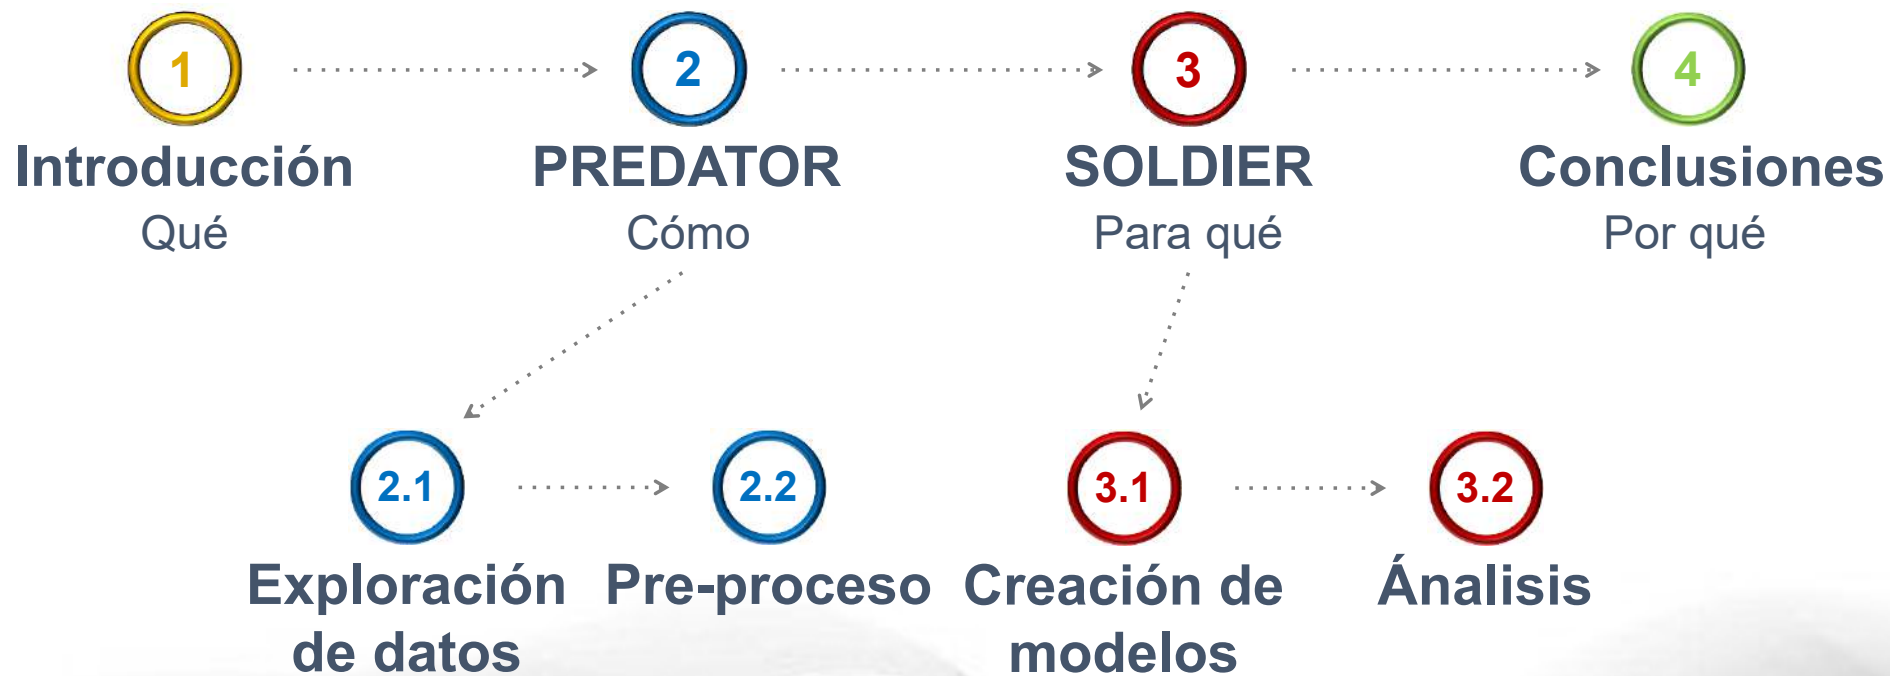 1 2 3 4
Introducción PREDATOR SOLDIER Conclusiones
Qué Cómo Para qué Por qué
2.1 2.2 3.1 3.2
Exploración Pre-proceso Creación de Ánalisis
de datos modelos